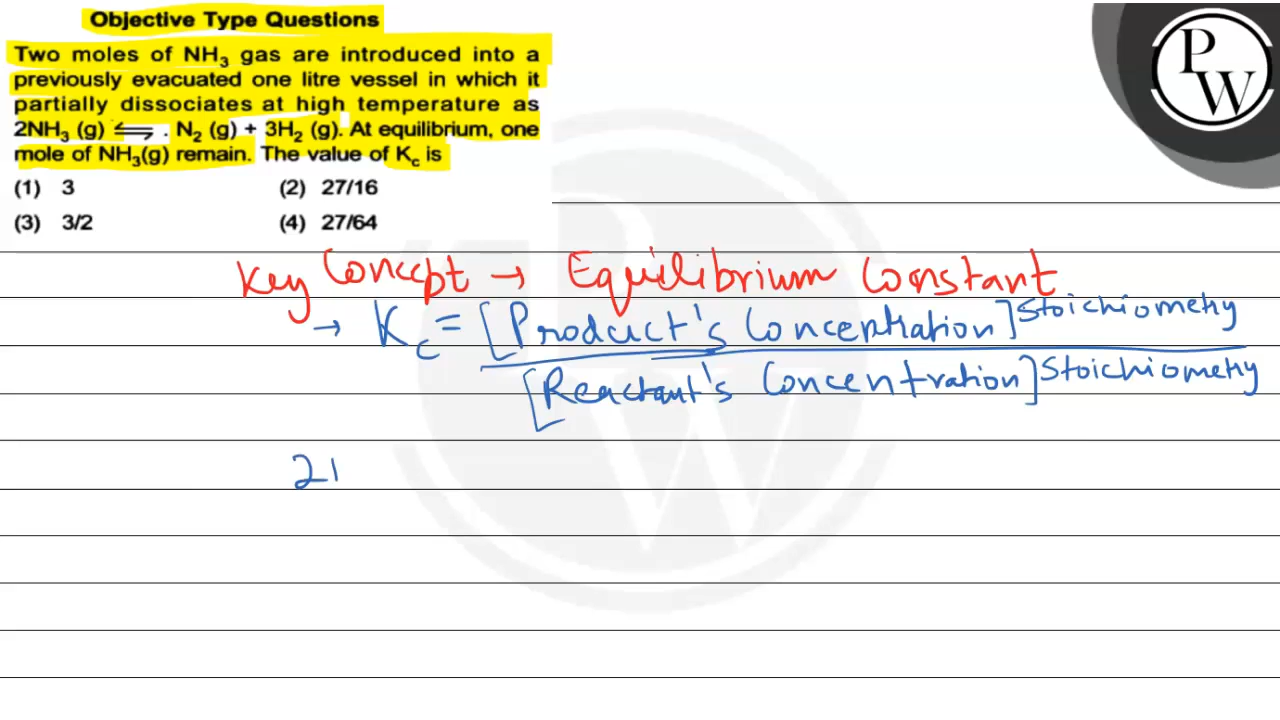 Objective Type Questions
Two moles of NH₃ gas are introduced into a
previously evacuated one litre vessel in which it
partially dissociates at high temperature as
2NH₃ (g) ⇌ . N₂ (g) + 3H₂ (g). At equilibrium, one
mole of NH₃(g) remain. The value of K꜀ is
(1) 3 (2) 27/16
(3) 3/2 (4) 27/64
P
W
Key Concept → Equilibrium Constant
→ K꜀ = [Product's Concentration]^Stoichiometry
[Reactant's Concentration]^Stoichiometry
21